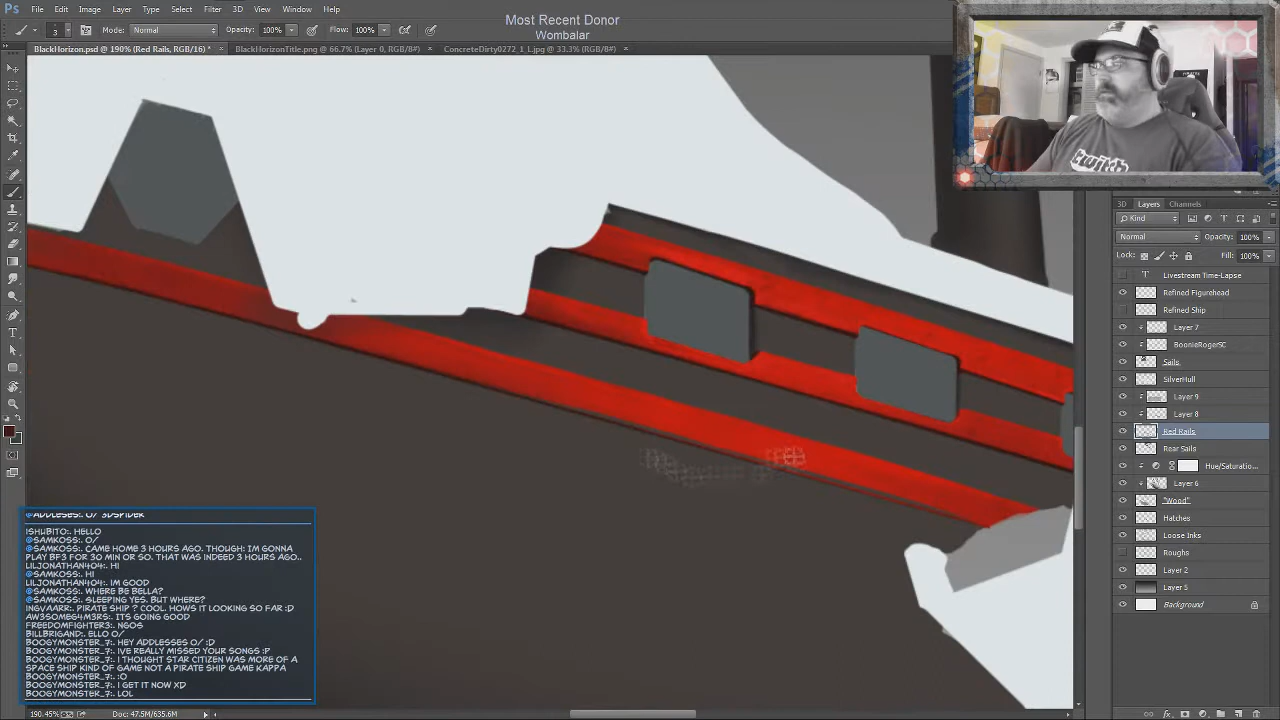 Ps File Edit Image Layer Type Select Filter 3D View Window Help
3 Mode: Normal Opacity: 100% Flow: 100%
BlackHorizon.psd @ 190% (Red Rails, RGB/16) * × BlackHorizonTitle.png @ 66.7% (Layer 0, RGB/8#) × ConcreteDirty0272_1_L.jpg @ 33.3% (RGB/8#) ×
Most Recent Donor
Wombalar
twitch
3D Layers Channels
Kind
Normal Opacity: 100%
Lock: Fill: 100%
T Livestream Time-Lapse
Refined Figurehead
Refined Ship
Layer 7
BoonieRogerSC
Sails
SilverHull
Layer 9
Layer 8
Red Rails
Rear Sails
Hue/Saturatio...
Layer 6
"Wood"
Hatches
Loose Inks
Roughs
Layer 2
Layer 5
Background
@ADDLESES: O/ 3DSPIDER
!SHUBITO:. HELLO
@SAMKOSS:. O/
@SAMKOSS:. CAME HOME 3 HOURS AGO. THOUGH: IM GONNA
PLAY BF3 FOR 30 MIN OR SO. THAT WAS INDEED 3 HOURS AGO..
LILJONATHAN404:. HI
@SAMKOSS:. HI
LILJONATHAN404:. IM GOOD
@SAMKOSS:. WHERE BE BELLA?
@SAMKOSS:. SLEEPING YES. BUT WHERE?
INGVAARR:. PIRATE SHIP ? COOL. HOWS IT LOOKING SO FAR :D
AW3SOME64M3RS:. ITS GOING GOOD
FREEDOMFIGHTER3:. NGOS
BILLBRIGAND:. ELLO O/
BOOGYMONSTER_7:. HEY ADDLESSES O/ :D
BOOGYMONSTER_7:. IVE REALLY MISSED YOUR SONGS :P
BOOGYMONSTER_7:. I THOUGHT STAR CITIZEN WAS MORE OF A
SPACE SHIP KIND OF GAME NOT A PIRATE SHIP GAME KAPPA
BOOGYMONSTER_7:. :O
BOOGYMONSTER_7:. I GET IT NOW XD
BOOGYMONSTER_7:. LOL
190.45% Doc: 47.5M/635.6M